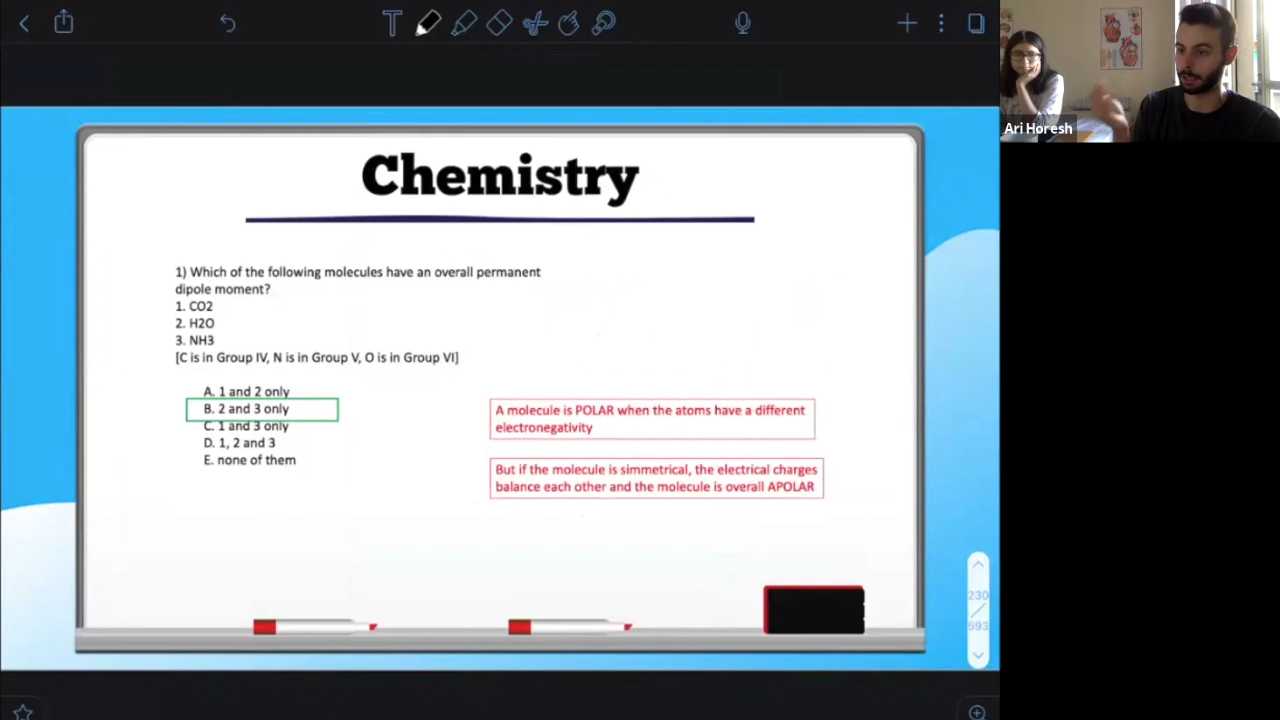 Ari Horesh
Chemistry
1) Which of the following molecules have an overall permanent
dipole moment?
1. CO2
2. H2O
3. NH3
[C is in Group IV, N is in Group V, O is in Group VI]
A. 1 and 2 only
B. 2 and 3 only
C. 1 and 3 only
D. 1, 2 and 3
E. none of them
A molecule is POLAR when the atoms have a different
electronegativity
But if the molecule is simmetrical, the electrical charges
balance each other and the molecule is overall APOLAR
230
/
593